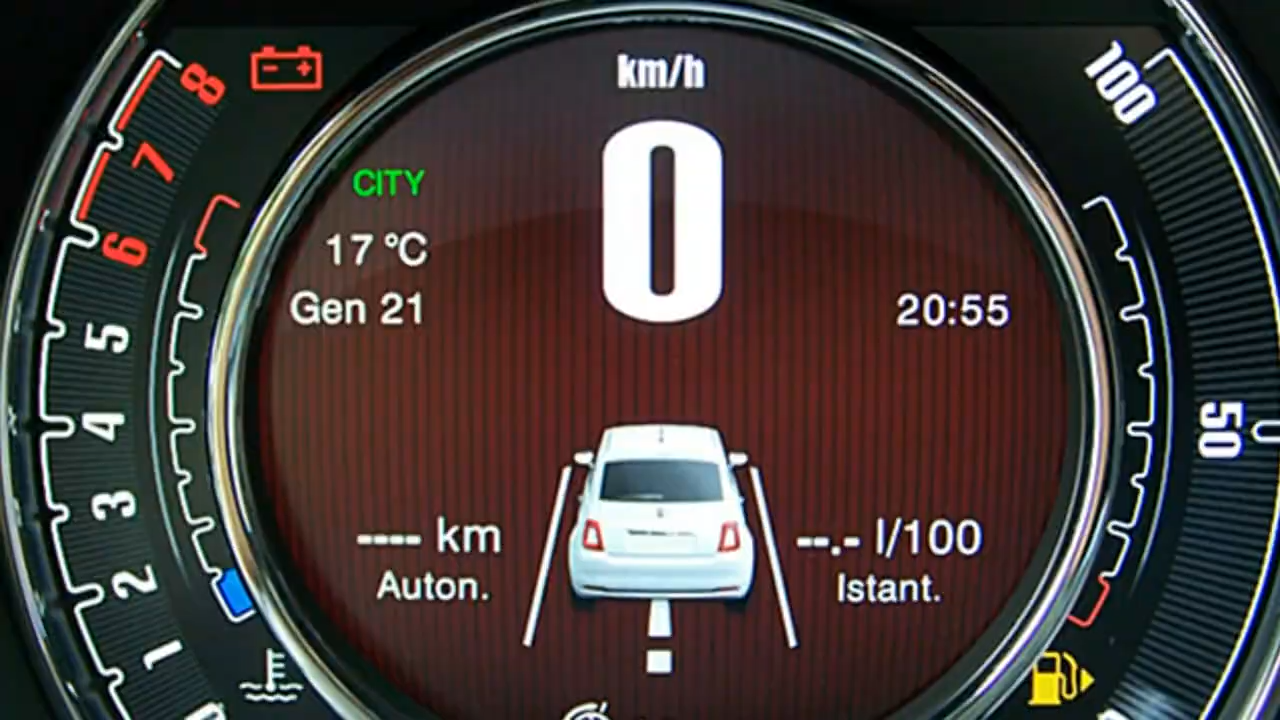 km/h
0
CITY
17 °C
Gen 21
20:55
---- km
Auton.
--.- l/100
Istant.
8
7
6
5
4
3
2
1
100
50